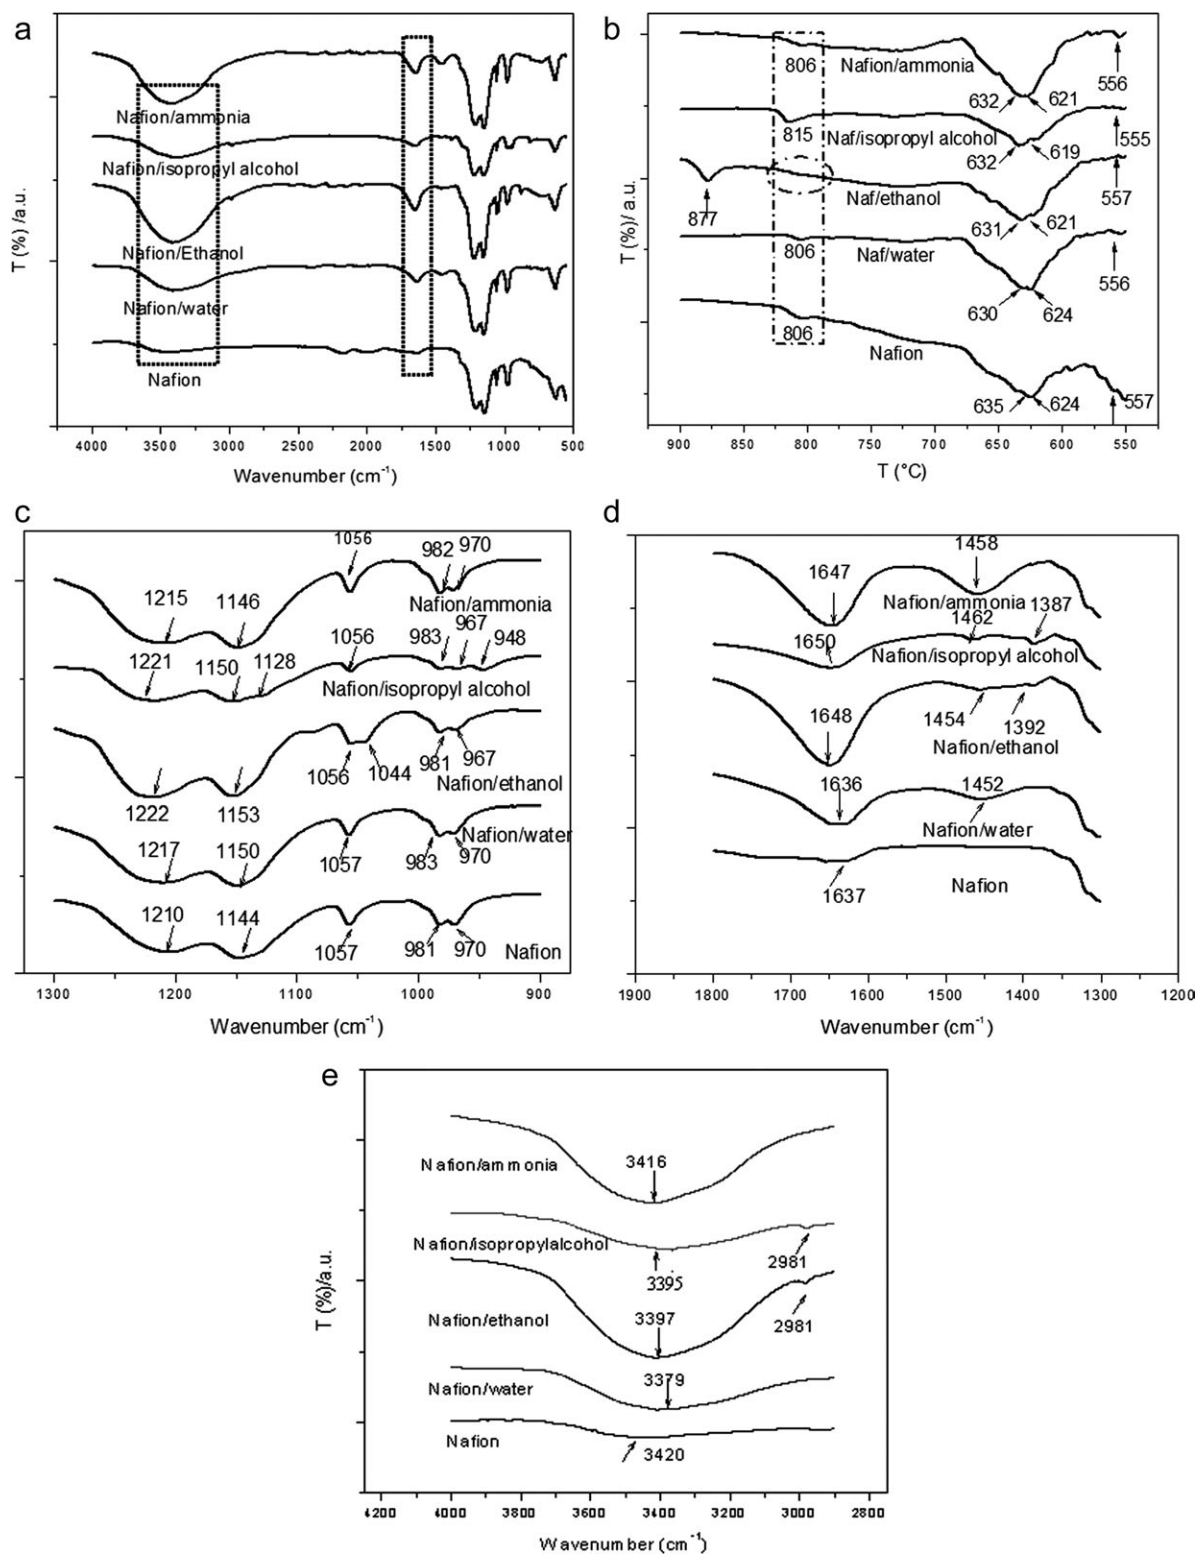 a
T (%) /a.u.
Nafion/ammonia
Nafion/isopropyl alcohol
Nafion/Ethanol
Nafion/water
Nafion
4000 3500 3000 2500 2000 1500 1000 500
Wavenumber (cm-1)
b
T (%)/ a.u.
806 Nafion/ammonia 632 621 556
815 Naf/isopropyl alcohol 632 619 555
877 Naf/ethanol 631 621 557
806 Naf/water 630 624 556
806 Nafion 635 624 557
900 850 800 750 700 650 600 550
T (°C)
c
1056 982 970
1215 1146 Nafion/ammonia
1056 983 967 948
1221 1150 1128
Nafion/isopropyl alcohol
1056 1044 981 967
Nafion/ethanol
1222 1153
Nafion/water
1217 1150 1057 983 970
1210 1144 1057 981 970 Nafion
1300 1200 1100 1000 900
Wavenumber (cm-1)
d
1647 1458
Nafion/ammonia
1650 1462 1387
Nafion/isopropyl alcohol
1648 1454 1392
Nafion/ethanol
1636 1452
Nafion/water
1637 Nafion
1900 1800 1700 1600 1500 1400 1300 1200
Wavenumber (cm-1)
e
T (%)/a.u.
Nafion/ammonia 3416
Nafion/isopropylalcohol 3395 2981
Nafion/ethanol 3397 2981
Nafion/water 3379
Nafion 3420
4200 4000 3800 3600 3400 3200 3000 2800
Wavenumber (cm-1)